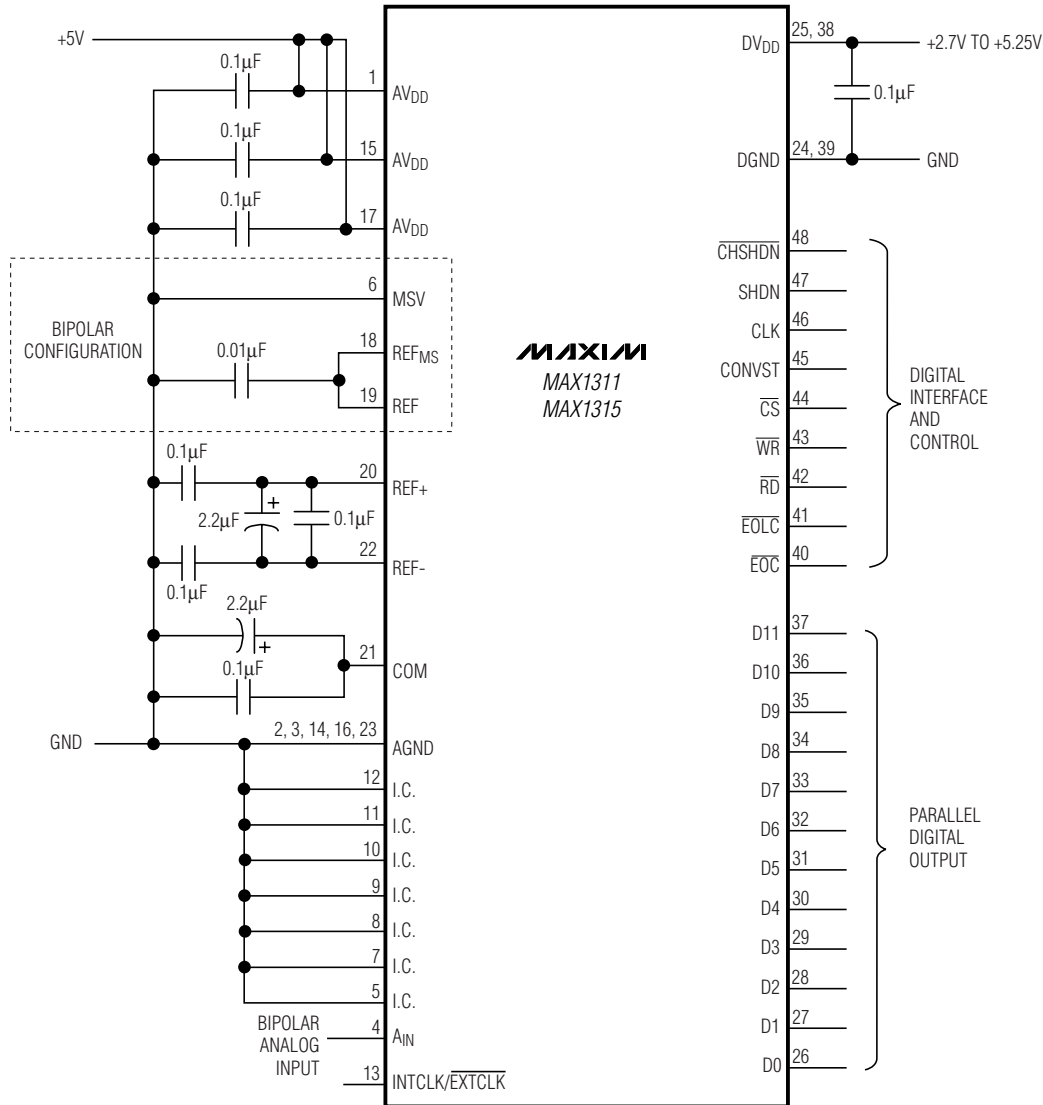 +5V
0.1µF
1
AVDD
0.1µF
15
AVDD
0.1µF
17
AVDD
6
MSV
BIPOLAR
CONFIGURATION
0.01µF
18
REFMS
19
REF
0.1µF
20
REF+
2.2µF
+
0.1µF
22
REF-
0.1µF
2.2µF
+
21
COM
0.1µF
GND
2, 3, 14, 16, 23
AGND
12
I.C.
11
I.C.
10
I.C.
9
I.C.
8
I.C.
7
I.C.
5
I.C.
BIPOLAR
ANALOG
INPUT
4
AIN
13
INTCLK/EXTCLK
MAXIM
MAX1311
MAX1315
DVDD
25, 38
+2.7V TO +5.25V
0.1µF
DGND
24, 39
GND
CHSHDN
48
SHDN
47
CLK
46
CONVST
45
CS
44
WR
43
RD
42
EOLC
41
EOC
40
DIGITAL
INTERFACE
AND
CONTROL
D11
37
D10
36
D9
35
D8
34
D7
33
D6
32
D5
31
D4
30
D3
29
D2
28
D1
27
D0
26
PARALLEL
DIGITAL
OUTPUT